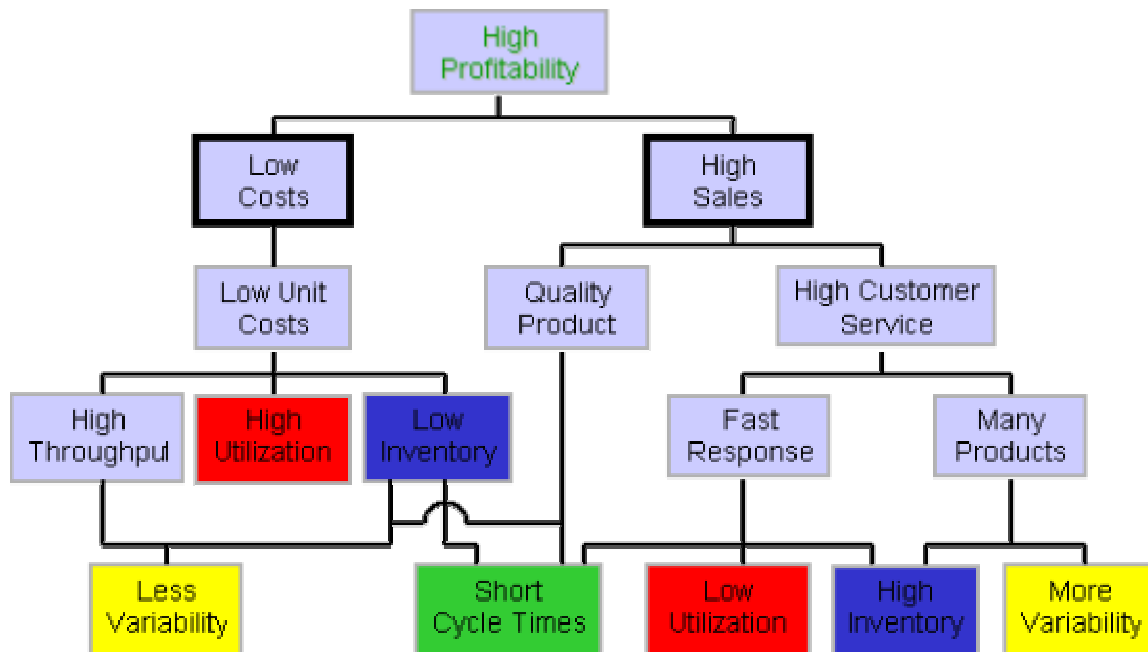 High
Profitability
Low
Costs
High
Sales
Low Unit
Costs
Quality
Product
High Customer
Service
High
Throughpul
High
Utilization
Low
Inventory
Fast
Response
Many
Products
Less
Variability
Short
Cycle Times
Low
Utilization
High
Inventory
More
Variability